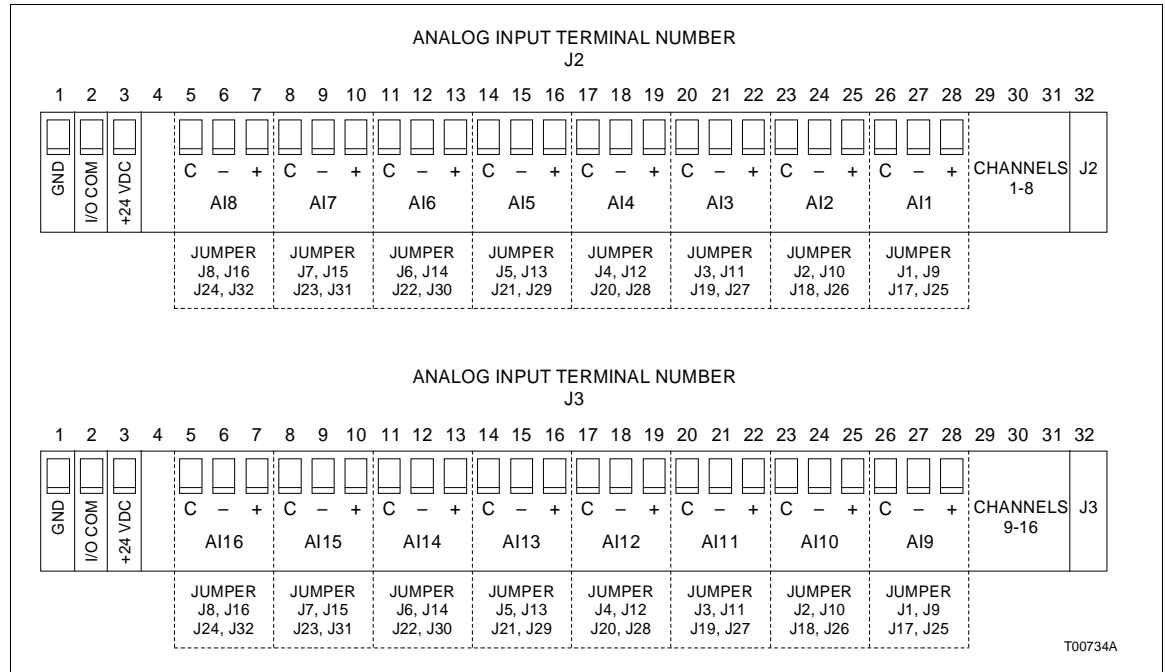 ANALOG INPUT TERMINAL NUMBER
J2
1 2 3 4 5 6 7 8 9 10 11 12 13 14 15 16 17 18 19 20 21 22 23 24 25 26 27 28 29 30 31 32
GND I/O COM +24 VDC
C – + C – + C – + C – + C – + C – + C – + C – + CHANNELS J2
AI8 AI7 AI6 AI5 AI4 AI3 AI2 AI1 1-8
JUMPER JUMPER JUMPER JUMPER JUMPER JUMPER JUMPER JUMPER
J8, J16 J7, J15 J6, J14 J5, J13 J4, J12 J3, J11 J2, J10 J1, J9
J24, J32 J23, J31 J22, J30 J21, J29 J20, J28 J19, J27 J18, J26 J17, J25
ANALOG INPUT TERMINAL NUMBER
J3
1 2 3 4 5 6 7 8 9 10 11 12 13 14 15 16 17 18 19 20 21 22 23 24 25 26 27 28 29 30 31 32
GND I/O COM +24 VDC
C – + C – + C – + C – + C – + C – + C – + C – + CHANNELS J3
AI16 AI15 AI14 AI13 AI12 AI11 AI10 AI9 9-16
JUMPER JUMPER JUMPER JUMPER JUMPER JUMPER JUMPER JUMPER
J8, J16 J7, J15 J6, J14 J5, J13 J4, J12 J3, J11 J2, J10 J1, J9
J24, J32 J23, J31 J22, J30 J21, J29 J20, J28 J19, J27 J18, J26 J17, J25
T00734A